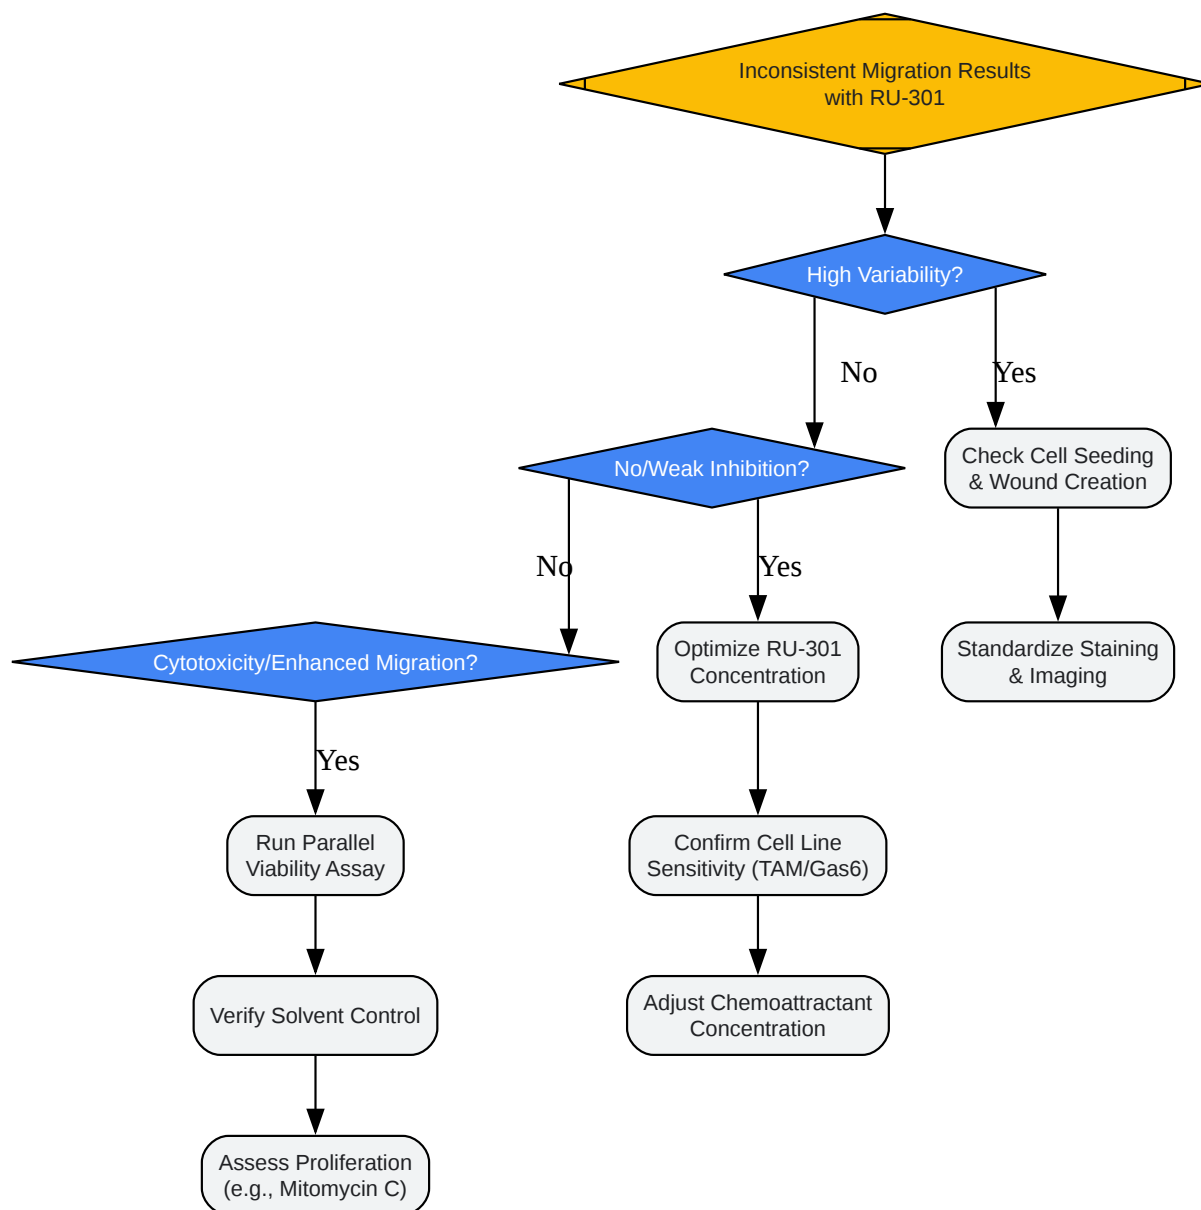 Inconsistent Migration Results
with RU-301
High Variability?
No
Yes
No/Weak Inhibition?
Check Cell Seeding
& Wound Creation
No
Yes
Cytotoxicity/Enhanced Migration?
Optimize RU-301
Concentration
Standardize Staining
& Imaging
Yes
Run Parallel
Viability Assay
Confirm Cell Line
Sensitivity (TAM/Gas6)
Verify Solvent Control
Adjust Chemoattractant
Concentration
Assess Proliferation
(e.g., Mitomycin C)